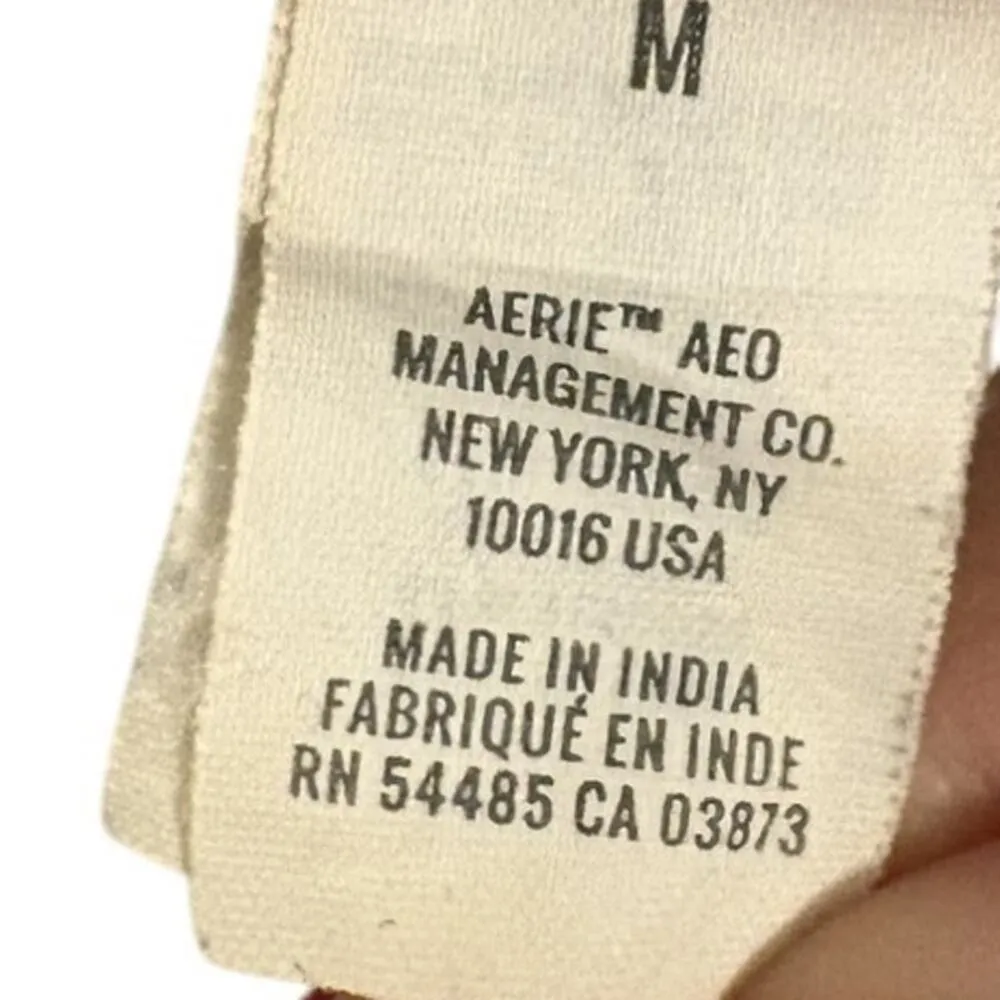 M
AERIE™ AEO
MANAGEMENT CO.
NEW YORK, NY
10016 USA
MADE IN INDIA
FABRIQUÉ EN INDE
RN 54485 CA 03873